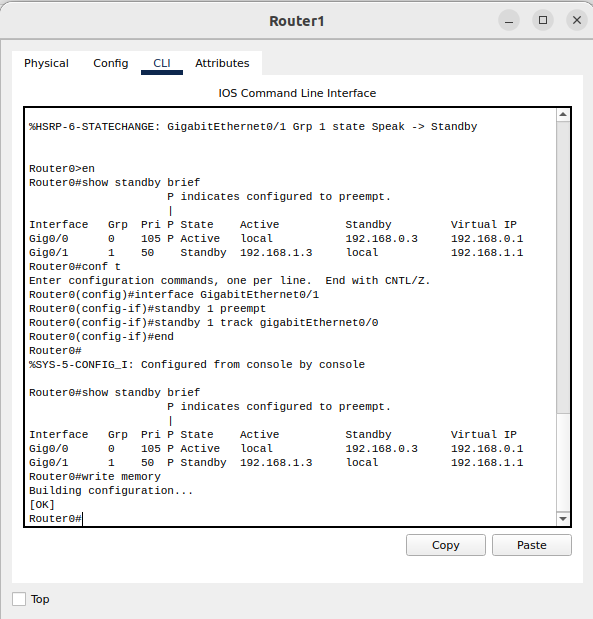 Router1
Physical Config CLI Attributes
IOS Command Line Interface
%HSRP-6-STATECHANGE: GigabitEthernet0/1 Grp 1 state Speak -> Standby
Router0>en
Router0#show standby brief
                     P indicates configured to preempt.
                     |
Interface   Grp  Pri P State    Active          Standby         Virtual IP
Gig0/0      0    105 P Active   local           192.168.0.3     192.168.0.1
Gig0/1      1    50    Standby  192.168.1.3     local           192.168.1.1
Router0#conf t
Enter configuration commands, one per line.  End with CNTL/Z.
Router0(config)#interface GigabitEthernet0/1
Router0(config-if)#standby 1 preempt
Router0(config-if)#standby 1 track gigabitEthernet0/0
Router0(config-if)#end
Router0#
%SYS-5-CONFIG_I: Configured from console by console
Router0#show standby brief
                     P indicates configured to preempt.
                     |
Interface   Grp  Pri P State    Active          Standby         Virtual IP
Gig0/0      0    105 P Active   local           192.168.0.3     192.168.0.1
Gig0/1      1    50  P Standby  192.168.1.3     local           192.168.1.1
Router0#write memory
Building configuration...
[OK]
Router0#
Copy Paste
Top